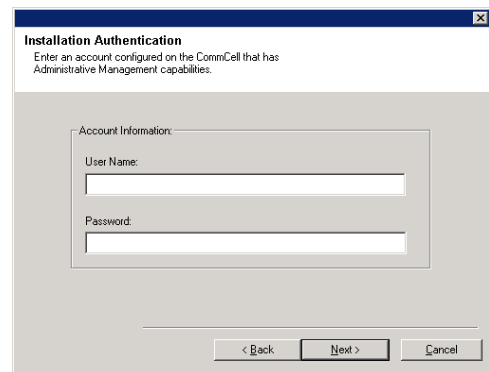 Installation Authentication
Enter an account configured on the CommCell that has
Administrative Management capabilities.
Account Information:
User Name:
Password:
< Back
Next >
Cancel